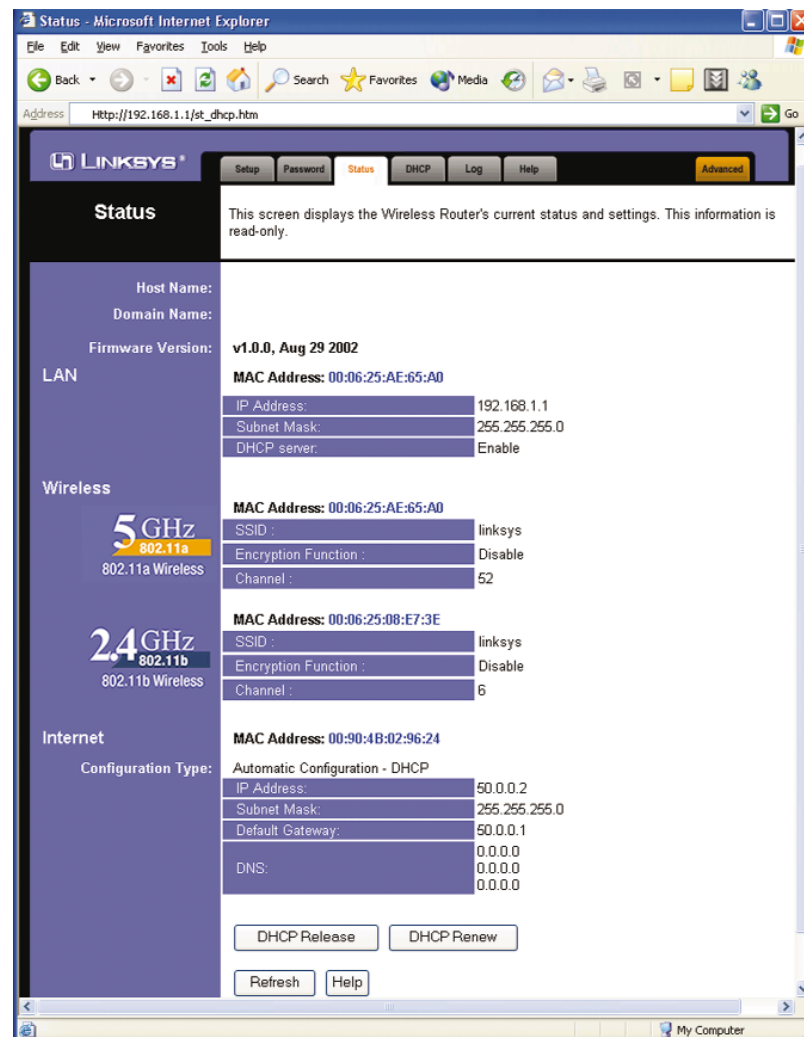 Status - Microsoft Internet Explorer
File Edit View Favorites Tools Help
Back Search Favorites Media
Address Http://192.168.1.1/st_dhcp.htm Go
LINKSYS®
Setup Password Status DHCP Log Help Advanced
Status
This screen displays the Wireless Router's current status and settings. This information is
read-only.
Host Name:
Domain Name:
Firmware Version: v1.0.0, Aug 29 2002
LAN MAC Address: 00:06:25:AE:65:A0
IP Address: 192.168.1.1
Subnet Mask: 255.255.255.0
DHCP server: Enable
Wireless
MAC Address: 00:06:25:AE:65:A0
5 GHz
802.11a
802.11a Wireless
SSID : linksys
Encryption Function : Disable
Channel : 52
MAC Address: 00:06:25:08:E7:3E
2.4 GHz
802.11b
802.11b Wireless
SSID : linksys
Encryption Function : Disable
Channel : 6
Internet MAC Address: 00:90:4B:02:96:24
Configuration Type: Automatic Configuration - DHCP
IP Address: 50.0.0.2
Subnet Mask: 255.255.255.0
Default Gateway: 50.0.0.1
DNS: 0.0.0.0
0.0.0.0
0.0.0.0
DHCP Release DHCP Renew
Refresh Help
My Computer